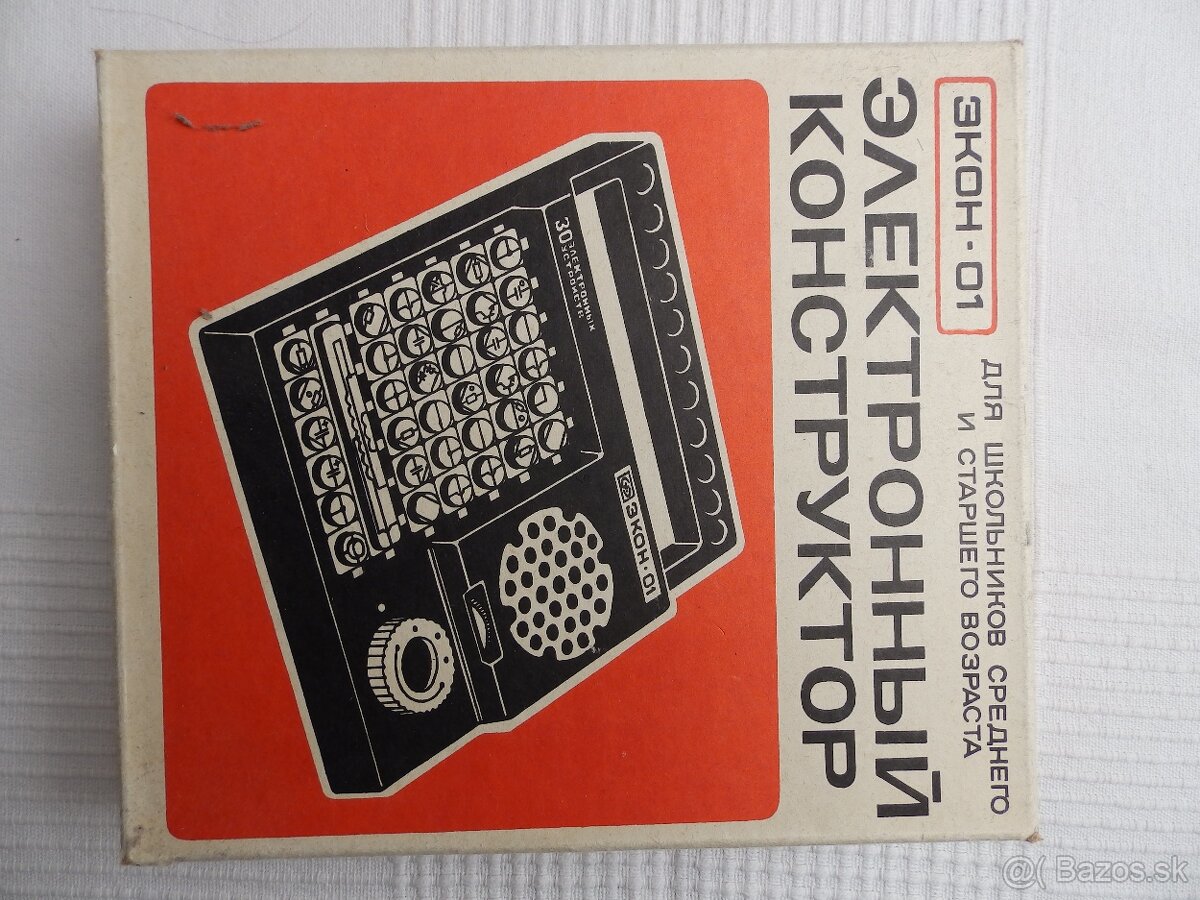 ЭКОН·01
ДЛЯ ШКОЛЬНИКОВ СРЕДНЕГО
И СТАРШЕГО ВОЗРАСТА
ЭЛЕКТРОННЫЙ
КОНСТРУКТОР
30 ЭЛЕКТРОННЫХ
УСТРОЙСТВ
ЭКОН·01
@( Bazos.sk